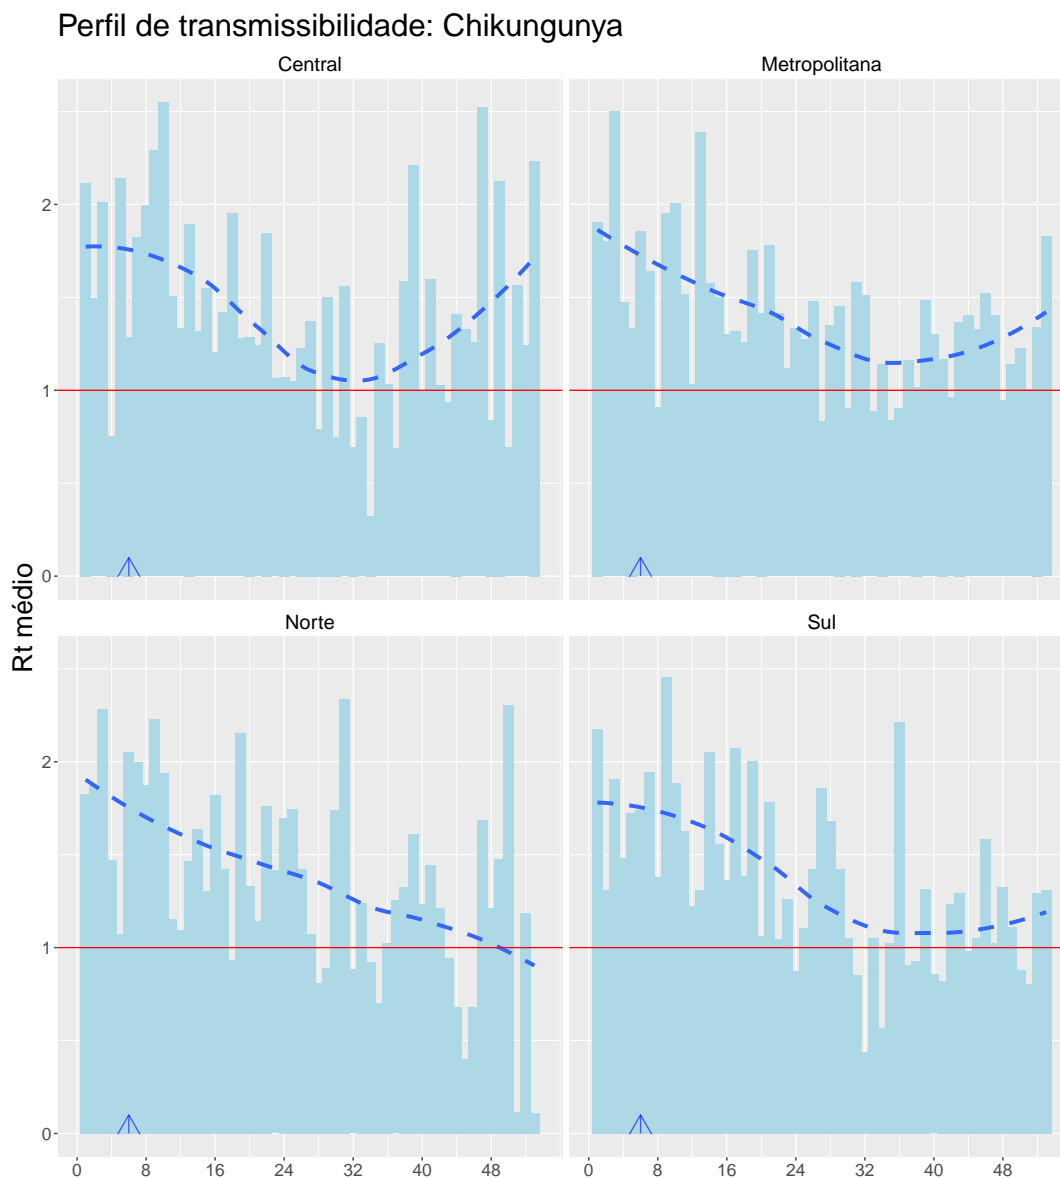 Perfil de transmissibilidade: Chikungunya
Central
Metropolitana
2
1
0
Rt médio
Norte
Sul
2
1
0
0 8 16 24 32 40 48
0 8 16 24 32 40 48